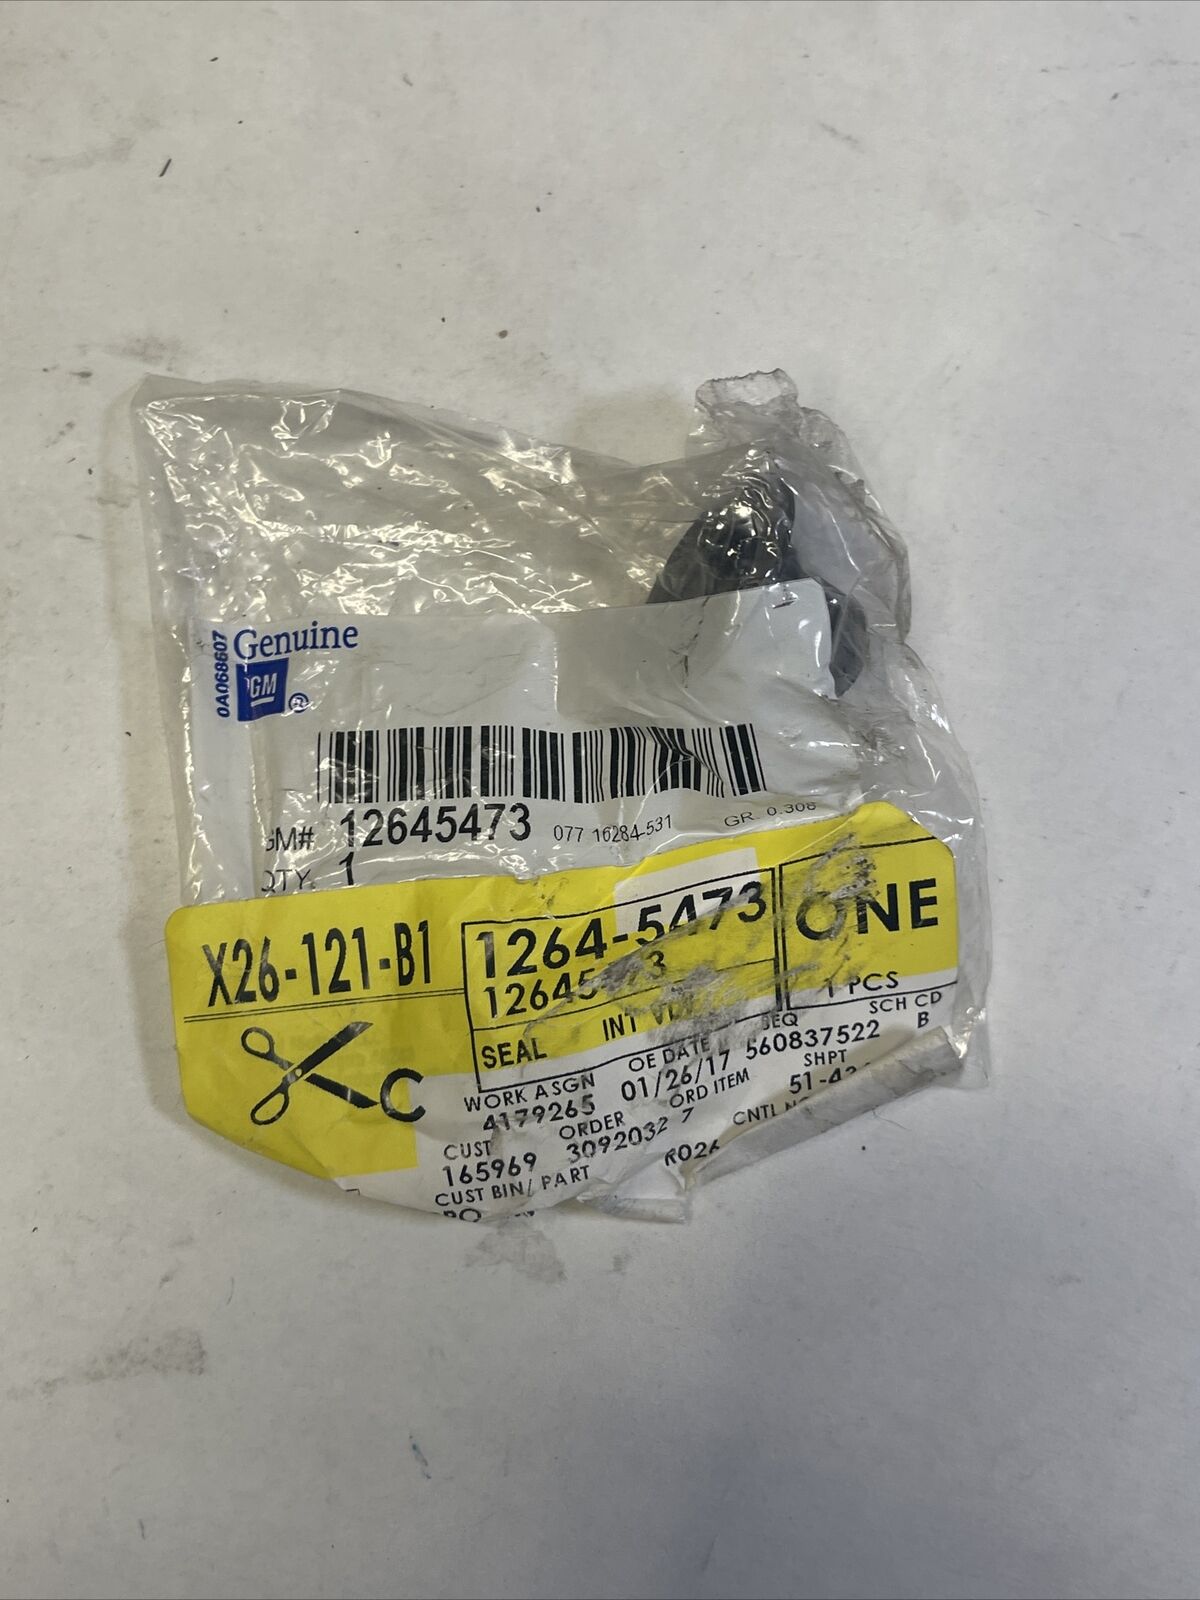 0A068607
Genuine
GM
®
GM# 12645473 077 16284-531 GR. 0.308
QTY. 1
X26-121-B1
1264-5473
ONE
SEAL INT
1 PCS
C
WORK ASGN OE DATE SEQ SCH CD
4179265 01/26/17 560837522 B
CUST ORDER ORD ITEM SHPT
165969 3092032 7
CUST BIN/ PART R026 CNTL